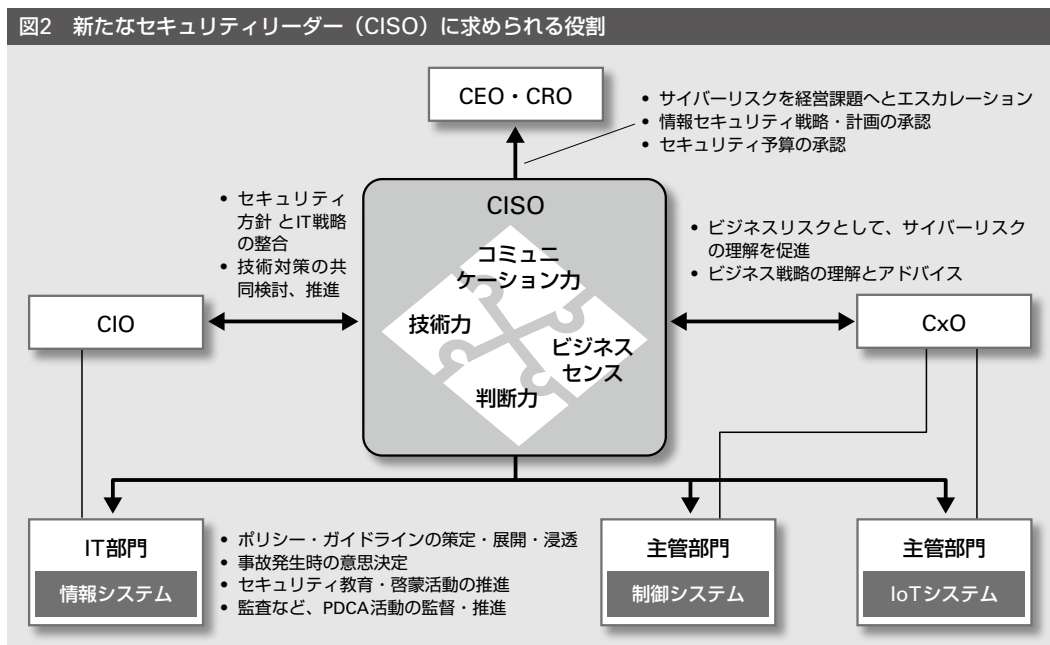 図2 新たなセキュリティリーダー（CISO）に求められる役割
CEO・CRO
• サイバーリスクを経営課題へとエスカレーション
• 情報セキュリティ戦略・計画の承認
• セキュリティ予算の承認
• セキュリティ
方針 とIT戦略
の整合
• 技術対策の共
同検討、推進
CISO
コミュニ
ケーション力
技術力
ビジネス
センス
判断力
• ビジネスリスクとして、サイバーリスク
の理解を促進
• ビジネス戦略の理解とアドバイス
CIO
CxO
IT部門
情報システム
• ポリシー・ガイドラインの策定・展開・浸透
• 事故発生時の意思決定
• セキュリティ教育・啓蒙活動の推進
• 監査など、PDCA活動の監督・推進
主管部門
制御システム
主管部門
IoTシステム